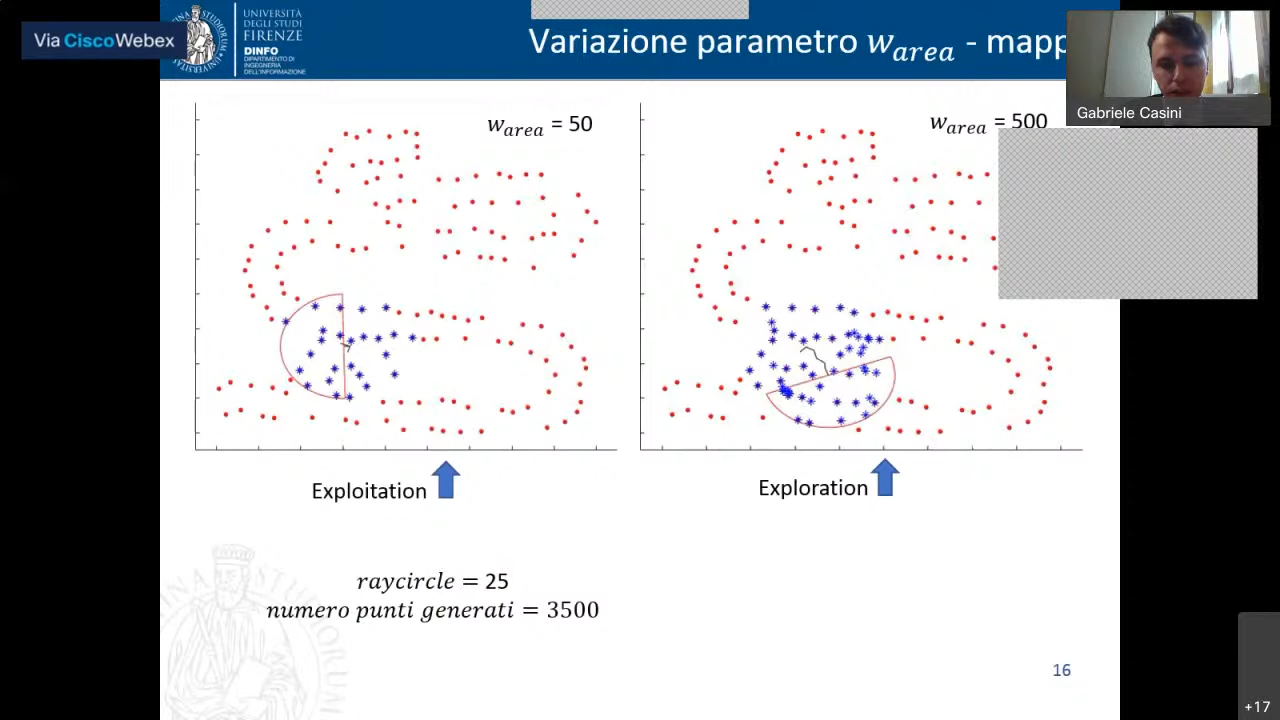 Via Cisco Webex
UNIVERSITÀ
DEGLI STUDI
FIRENZE
DINFO
DIPARTIMENTO DI
INGEGNERIA
DELL'INFORMAZIONE
Variazione parametro w_area - mapp
Gabriele Casini
w_area = 50
w_area = 500
Exploitation
Exploration
raycircle = 25
numero punti generati = 3500
16
+17